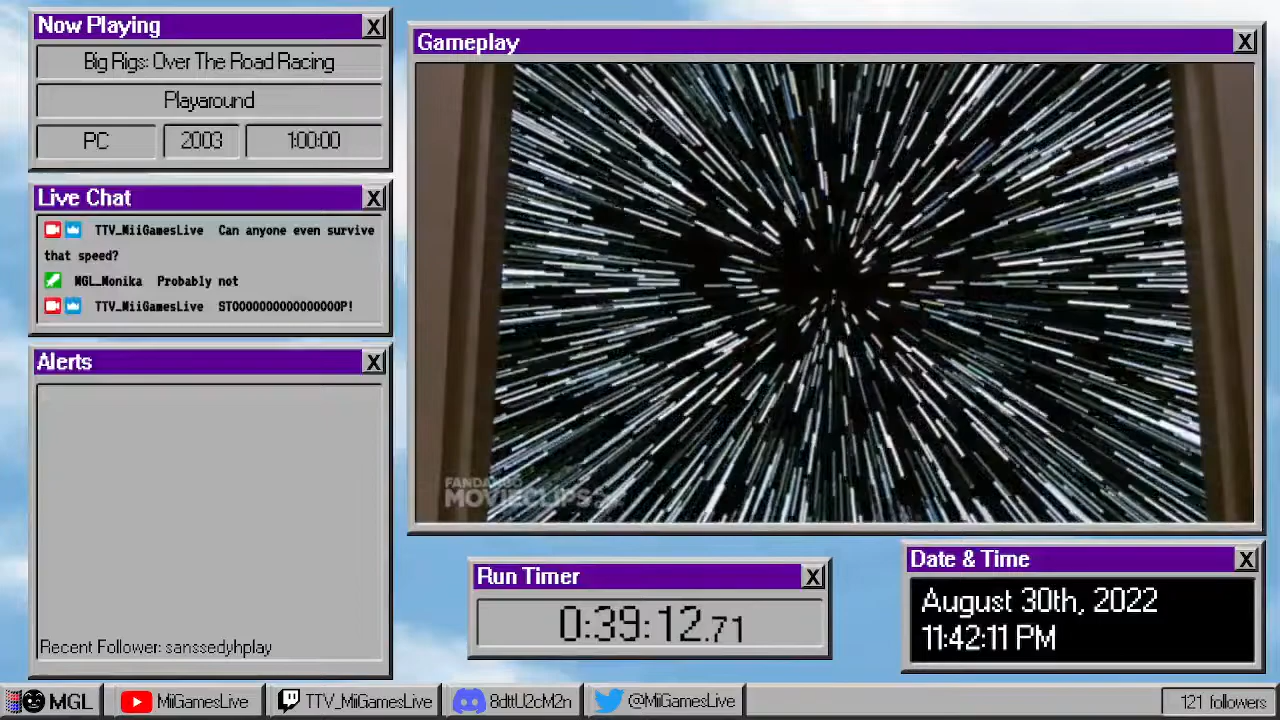 Now Playing
Big Rigs: Over The Road Racing
Playaround
PC 2003 1:00:00
Live Chat
TTV_MiiGamesLive Can anyone even survive
that speed?
MGL_Monika Probably not
TTV_MiiGamesLive STOOOOOOOOOOOOOOOP!
Alerts
Recent Follower: sanssedyhplay
Gameplay
FANDANGO
MOVIECLIPS
Run Timer
0:39:12.71
Date & Time
August 30th, 2022
11:42:11 PM
MGL MiiGamesLive TTV_MiiGamesLive 8dttU2cM2n @MiiGamesLive 121 followers